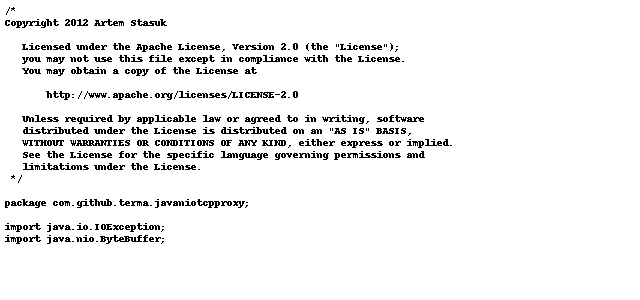 /*
Copyright 2012 Artem Stasuk

   Licensed under the Apache License, Version 2.0 (the "License");
   you may not use this file except in compliance with the License.
   You may obtain a copy of the License at

       http://www.apache.org/licenses/LICENSE-2.0

   Unless required by applicable law or agreed to in writing, software
   distributed under the License is distributed on an "AS IS" BASIS,
   WITHOUT WARRANTIES OR CONDITIONS OF ANY KIND, either express or implied.
   See the License for the specific language governing permissions and
   limitations under the License.
 */

package com.github.terma.javaniotcpproxy;

import java.io.IOException;
import java.nio.ByteBuffer;